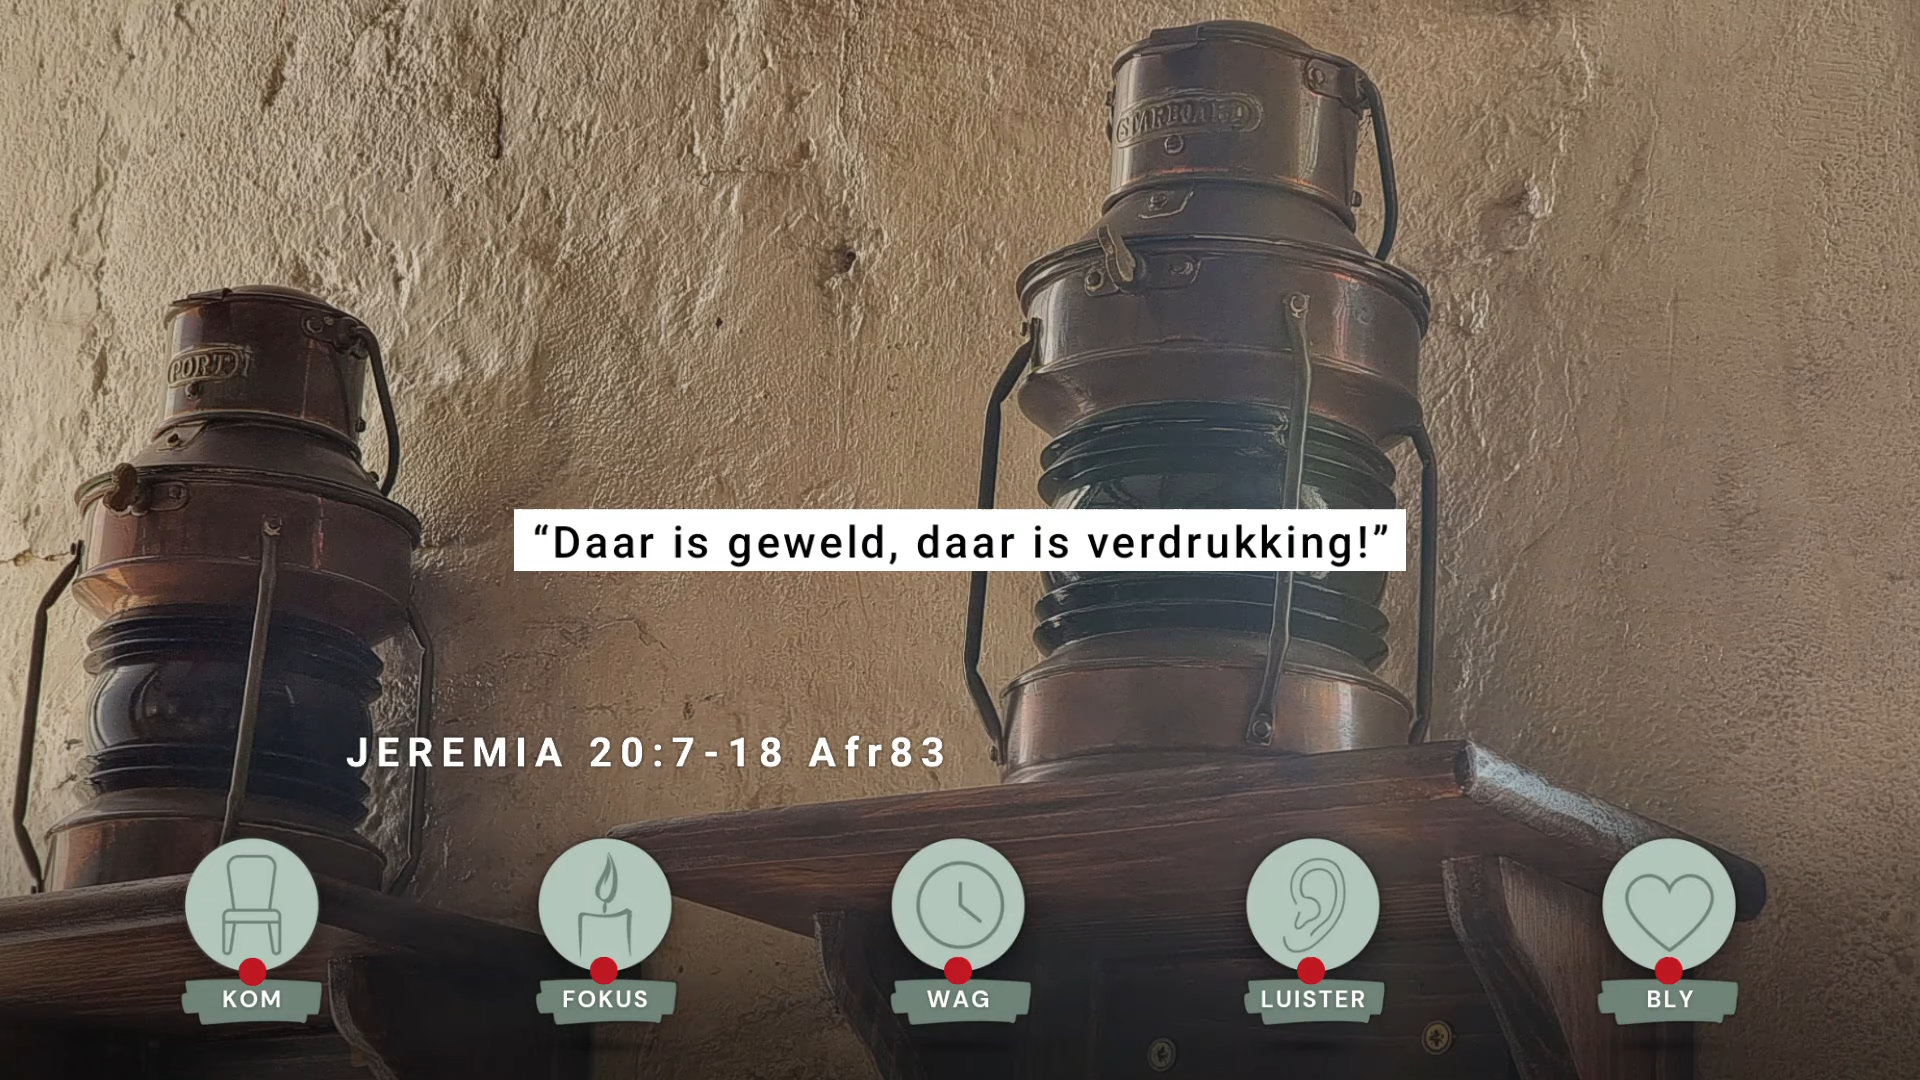 STARBOARD
PORT
“Daar is geweld, daar is verdrukking!”
JEREMIA 20:7-18 Afr83
KOM
FOKUS
WAG
LUISTER
BLY